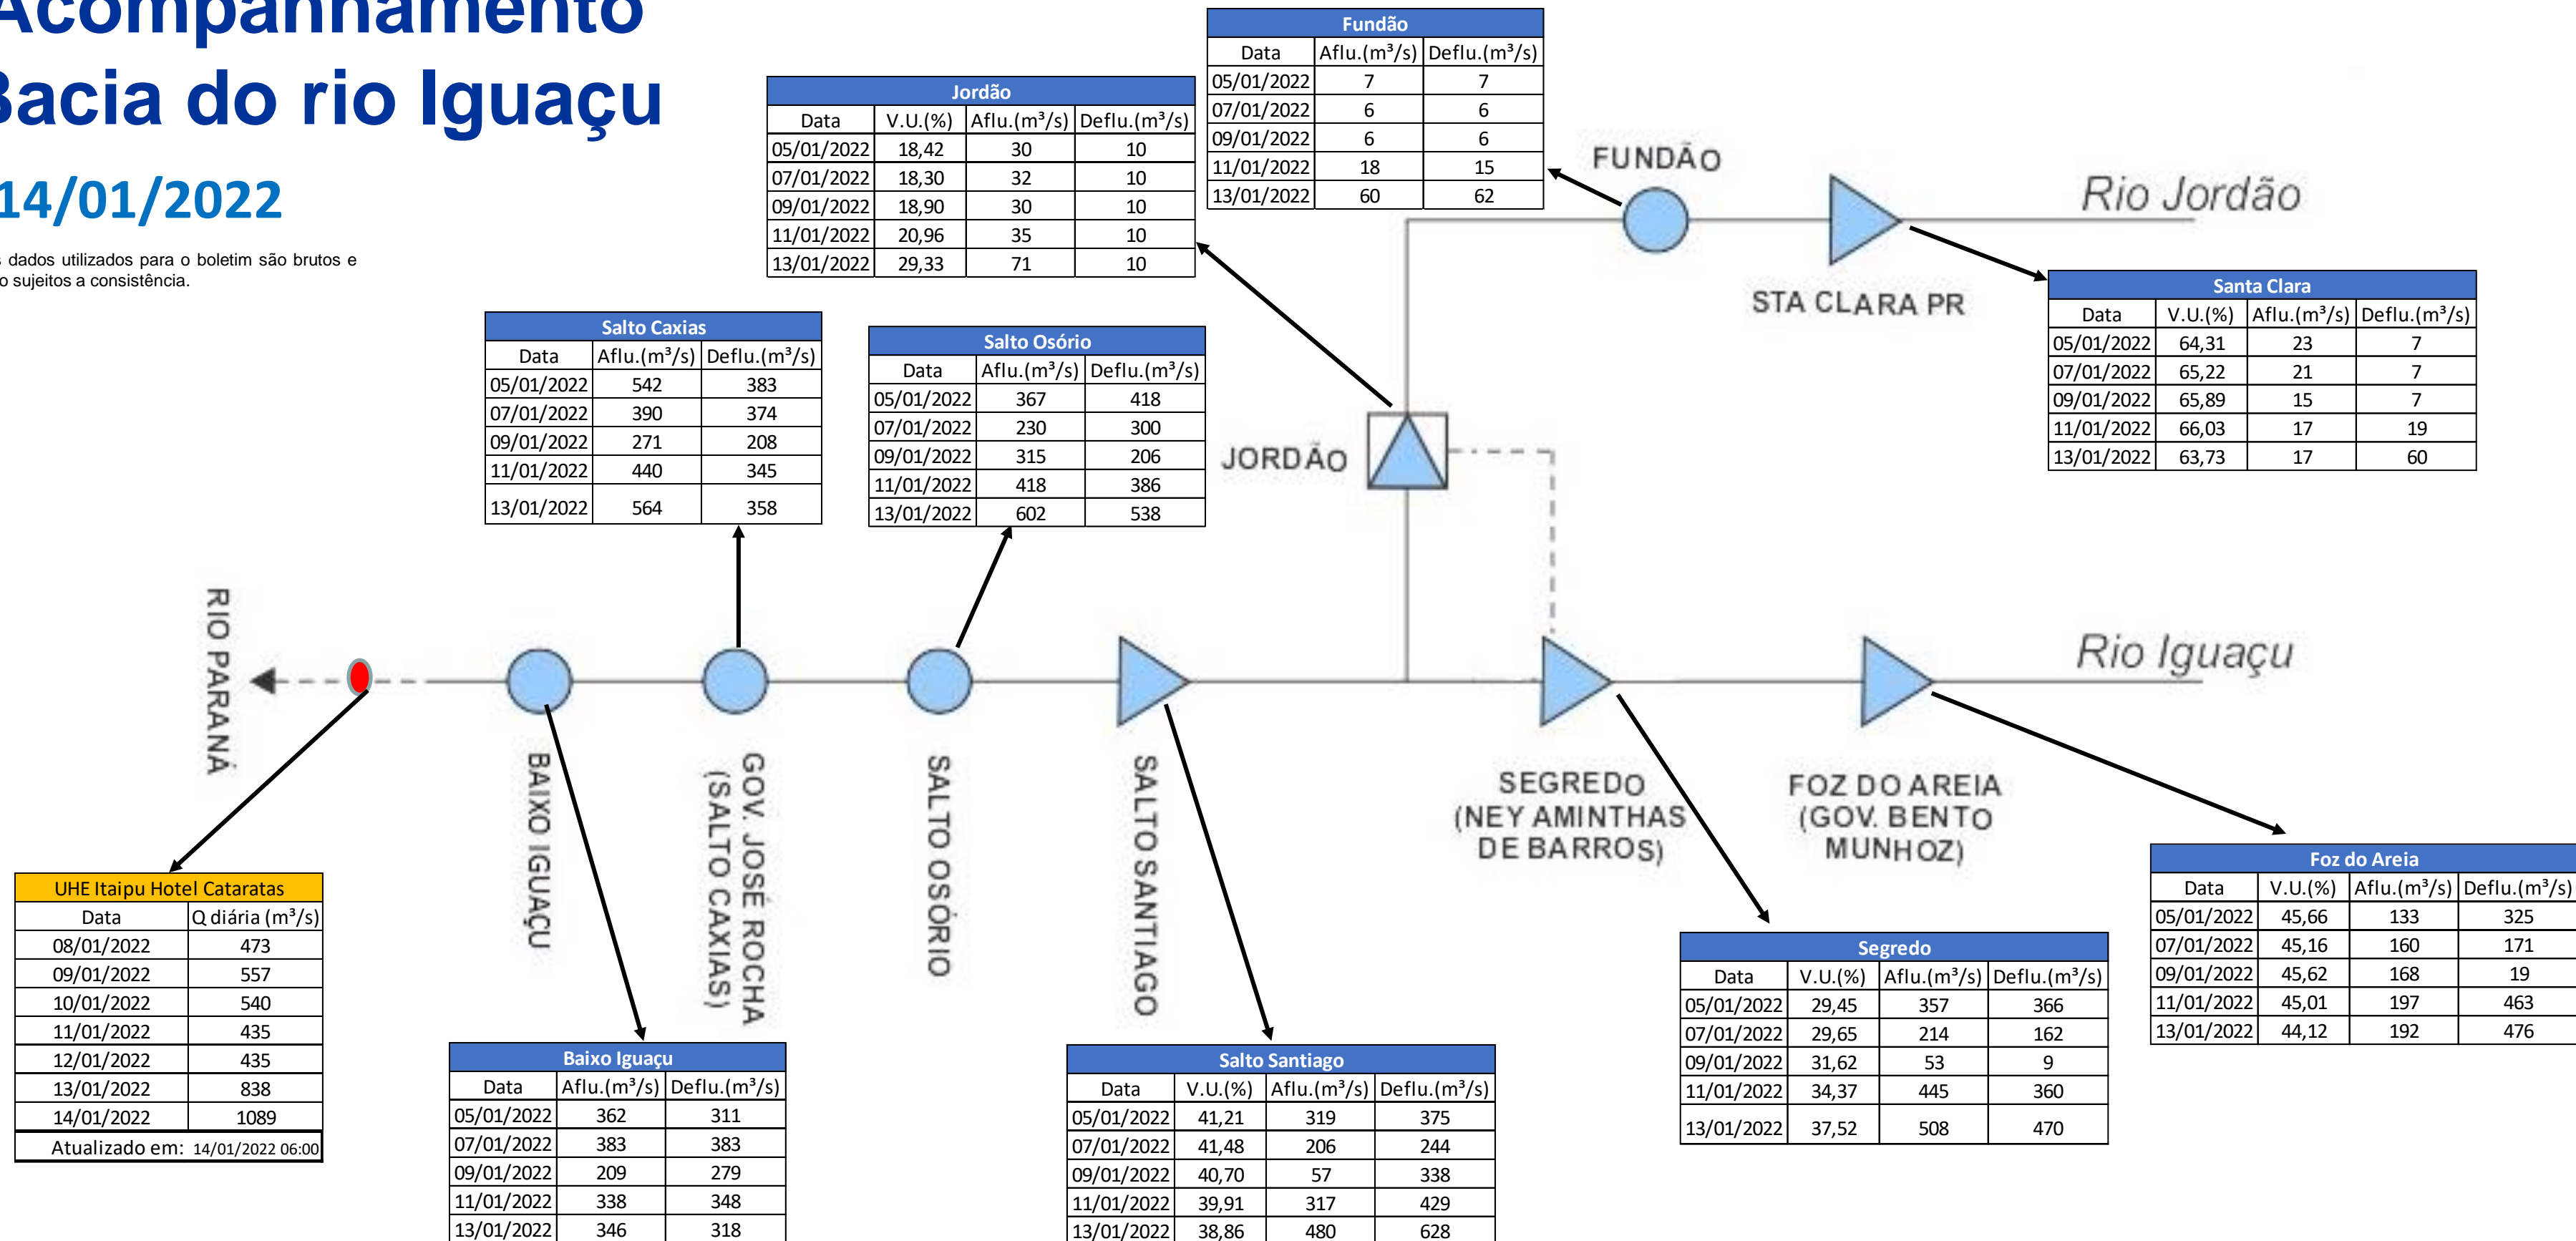 Acompanhamento
Bacia do rio Iguaçu
14/01/2022
dados utilizados para o boletim são brutos e
sujeitos a consistência.
Fundão
Data Aflu.(m³/s) Deflu.(m³/s)
05/01/2022 7 7
07/01/2022 6 6
09/01/2022 6 6
11/01/2022 18 15
13/01/2022 60 62
Jordão
Data V.U.(%) Aflu.(m³/s) Deflu.(m³/s)
05/01/2022 18,42 30 10
07/01/2022 18,30 32 10
09/01/2022 18,90 30 10
11/01/2022 20,96 35 10
13/01/2022 29,33 71 10
FUNDÃO
Rio Jordão
STA CLARA PR
Santa Clara
Data V.U.(%) Aflu.(m³/s) Deflu.(m³/s)
05/01/2022 64,31 23 7
07/01/2022 65,22 21 7
09/01/2022 65,89 15 7
11/01/2022 66,03 17 19
13/01/2022 63,73 17 60
Salto Caxias
Data Aflu.(m³/s) Deflu.(m³/s)
05/01/2022 542 383
07/01/2022 390 374
09/01/2022 271 208
11/01/2022 440 345
13/01/2022 564 358
Salto Osório
Data Aflu.(m³/s) Deflu.(m³/s)
05/01/2022 367 418
07/01/2022 230 300
09/01/2022 315 206
11/01/2022 418 386
13/01/2022 602 538
JORDÃO
RIO PARANÁ
Rio Iguaçu
BAIXO IGUAÇU
GOV. JOSÉ ROCHA
(SALTO CAXIAS)
SALTO OSÓRIO
SALTO SANTIAGO
SEGREDO
(NEY AMINTHAS
DE BARROS)
FOZ DO AREIA
(GOV. BENTO
MUNHOZ)
UHE Itaipu Hotel Cataratas
Data Q diária (m³/s)
08/01/2022 473
09/01/2022 557
10/01/2022 540
11/01/2022 435
12/01/2022 435
13/01/2022 838
14/01/2022 1089
Atualizado em: 14/01/2022 06:00
Baixo Iguaçu
Data Aflu.(m³/s) Deflu.(m³/s)
05/01/2022 362 311
07/01/2022 383 383
09/01/2022 209 279
11/01/2022 338 348
13/01/2022 346 318
Salto Santiago
Data V.U.(%) Aflu.(m³/s) Deflu.(m³/s)
05/01/2022 41,21 319 375
07/01/2022 41,48 206 244
09/01/2022 40,70 57 338
11/01/2022 39,91 317 429
13/01/2022 38,86 480 628
Segredo
Data V.U.(%) Aflu.(m³/s) Deflu.(m³/s)
05/01/2022 29,45 357 366
07/01/2022 29,65 214 162
09/01/2022 31,62 53 9
11/01/2022 34,37 445 360
13/01/2022 37,52 508 470
Foz do Areia
Data V.U.(%) Aflu.(m³/s) Deflu.(m³/s)
05/01/2022 45,66 133 325
07/01/2022 45,16 160 171
09/01/2022 45,62 168 19
11/01/2022 45,01 197 463
13/01/2022 44,12 192 476